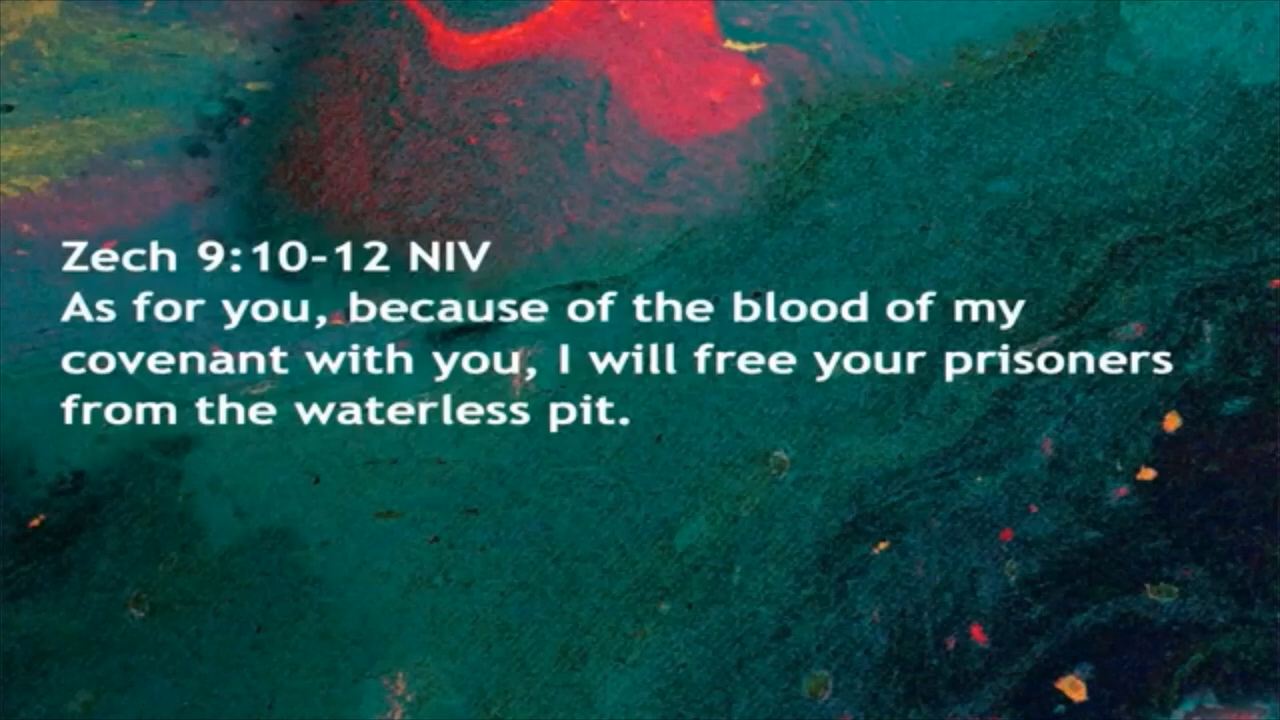 Zech 9:10-12 NIV
As for you, because of the blood of my
covenant with you, I will free your prisoners
from the waterless pit.